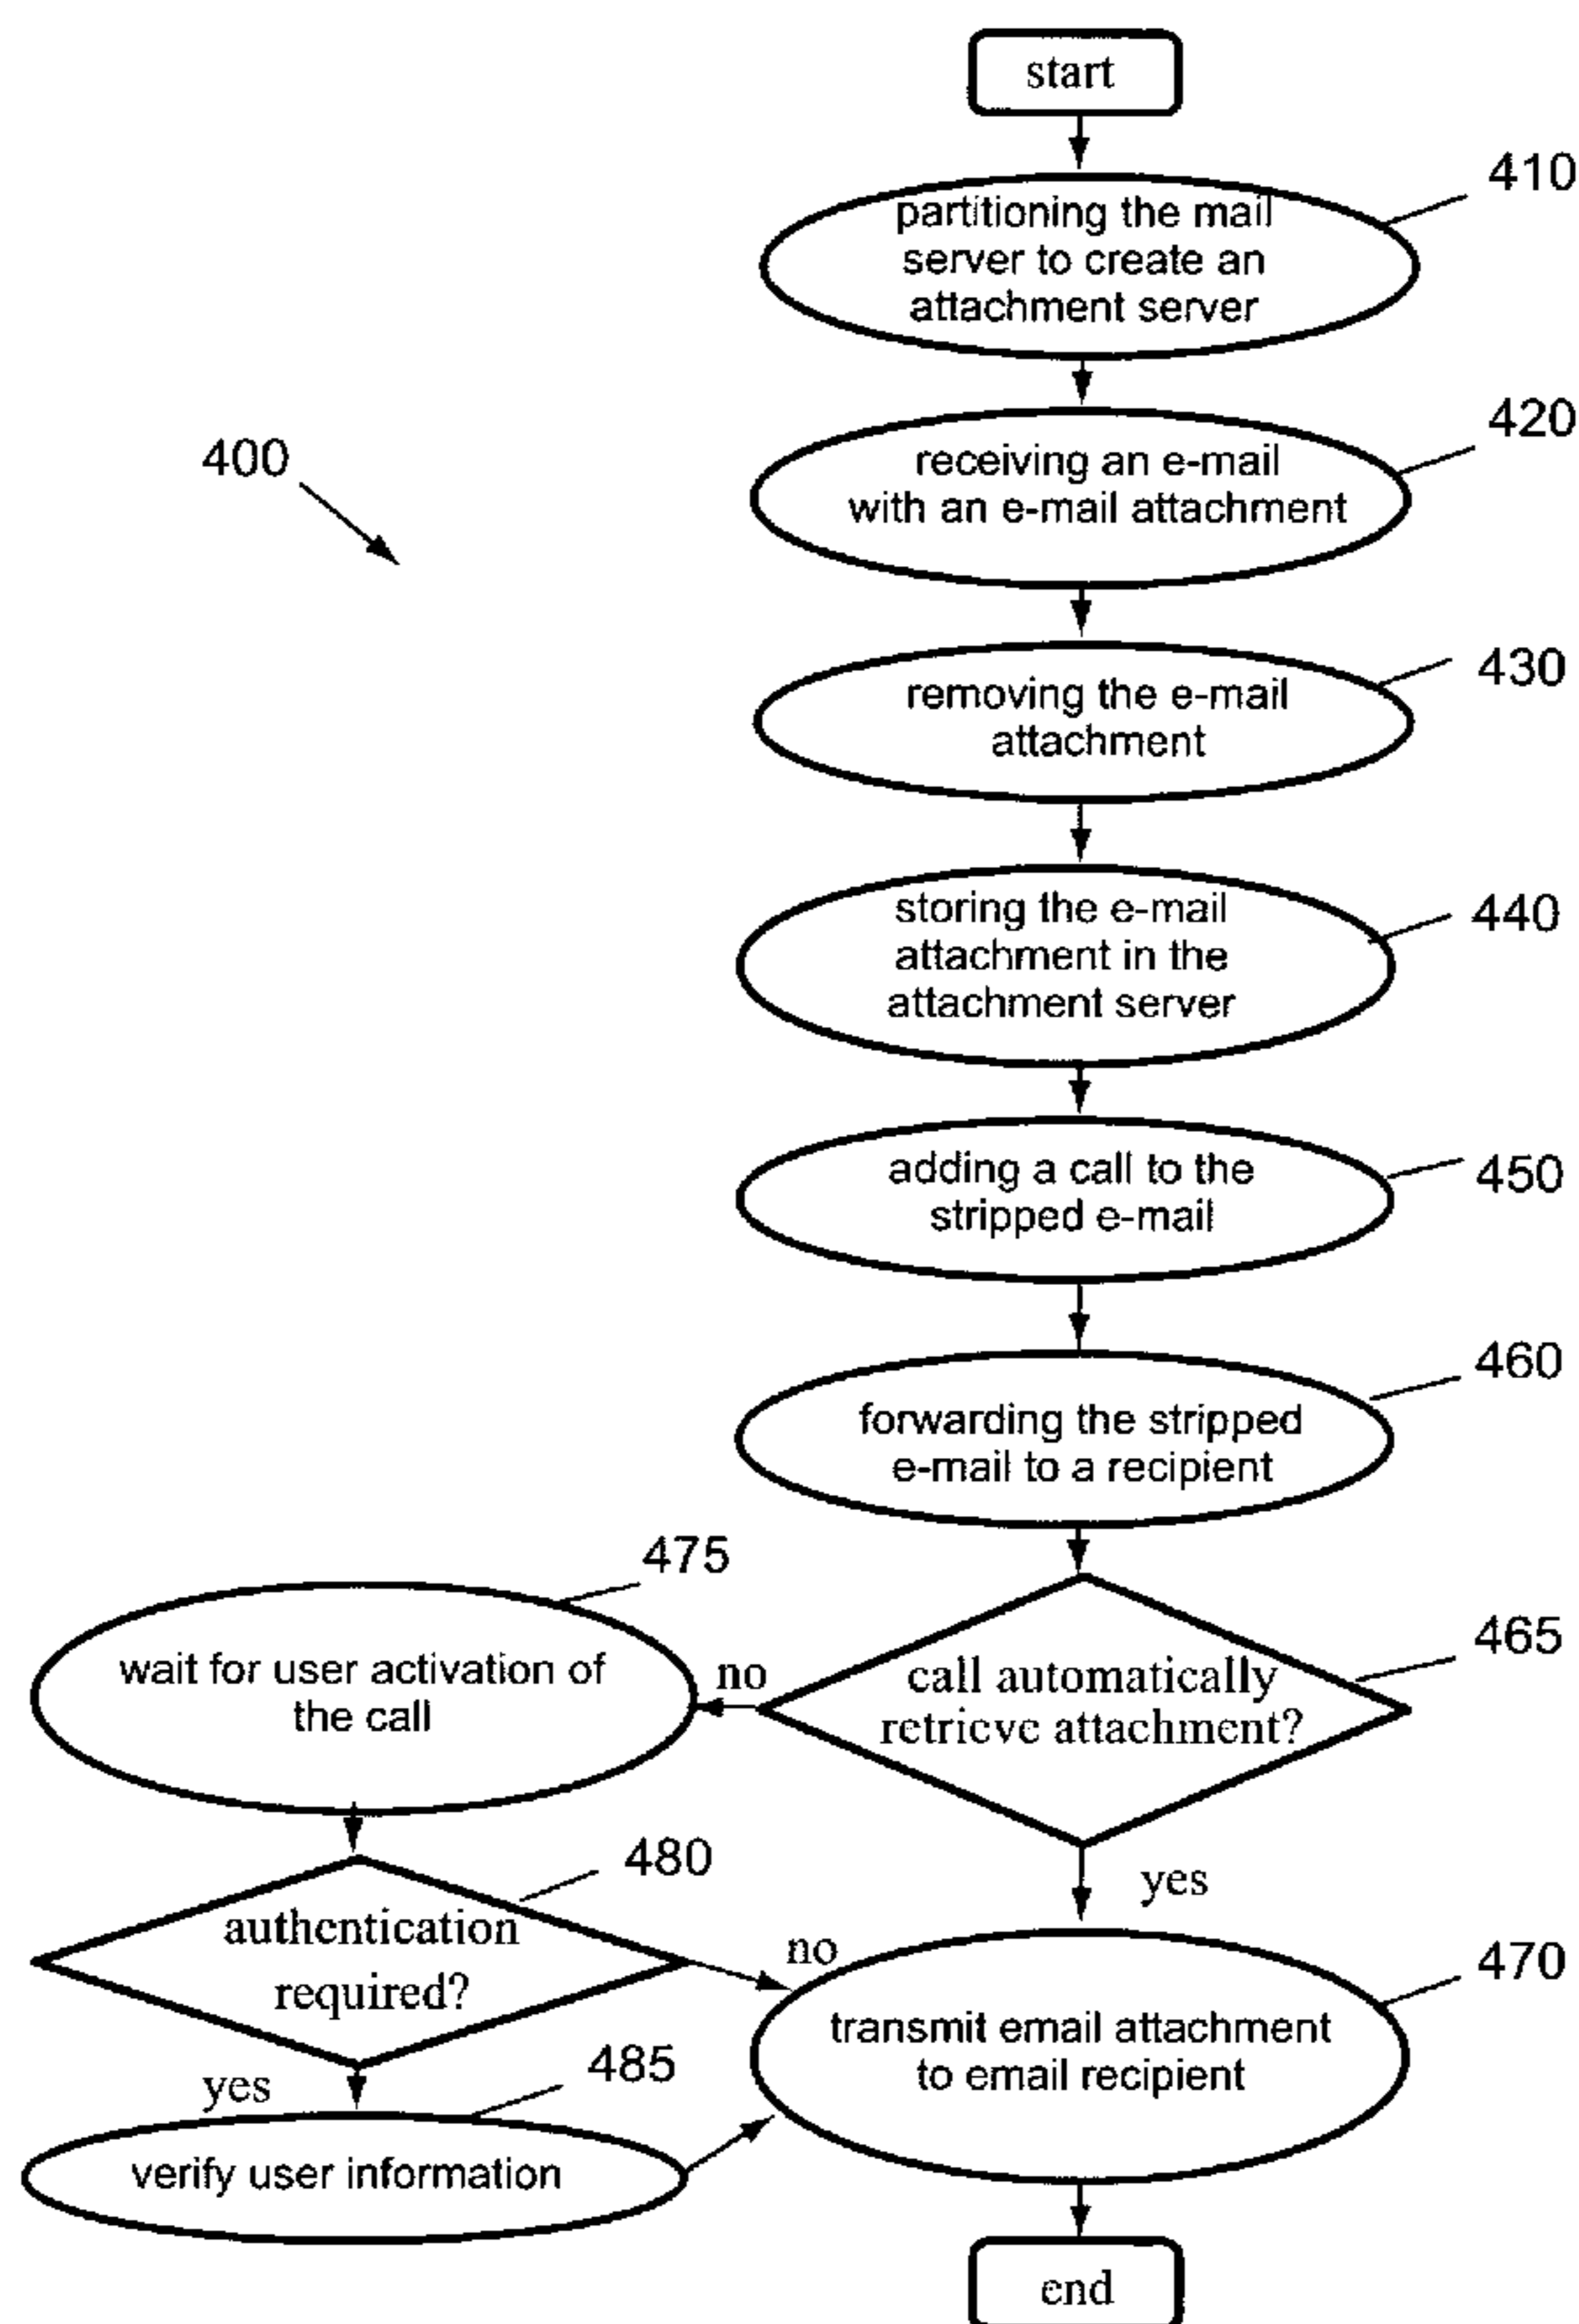 start
410
partitioning the mail
server to create an
attachment server
420
receiving an e-mail
with an e-mail attachment
400
430
removing the e-mail
attachment
440
storing the e-mail
attachment in the
attachment server
450
adding a call to the
stripped e-mail
460
forwarding the stripped
e-mail to a recipient
475
wait for user activation of
the call
no
465
call automatically
retrieve attachment?
480
authentication
required?
no
yes
470
transmit email attachment
to email recipient
yes
485
verify user information
end